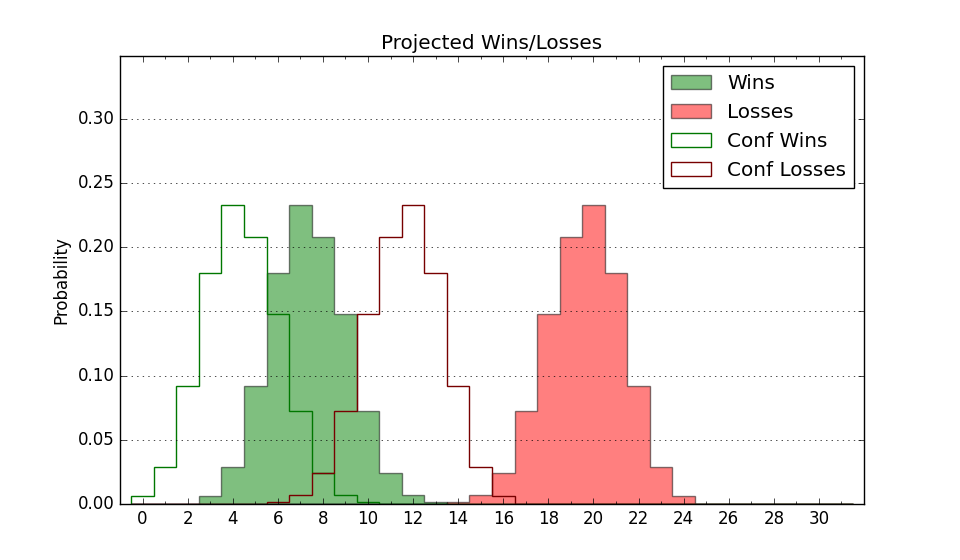 Projected Wins/Losses
Wins
Losses
Conf Wins
Conf Losses
Probability
0.30
0.25
0.20
0.15
0.10
0.05
0.00
0 2 4 6 8 10 12 14 16 18 20 22 24 26 28 30